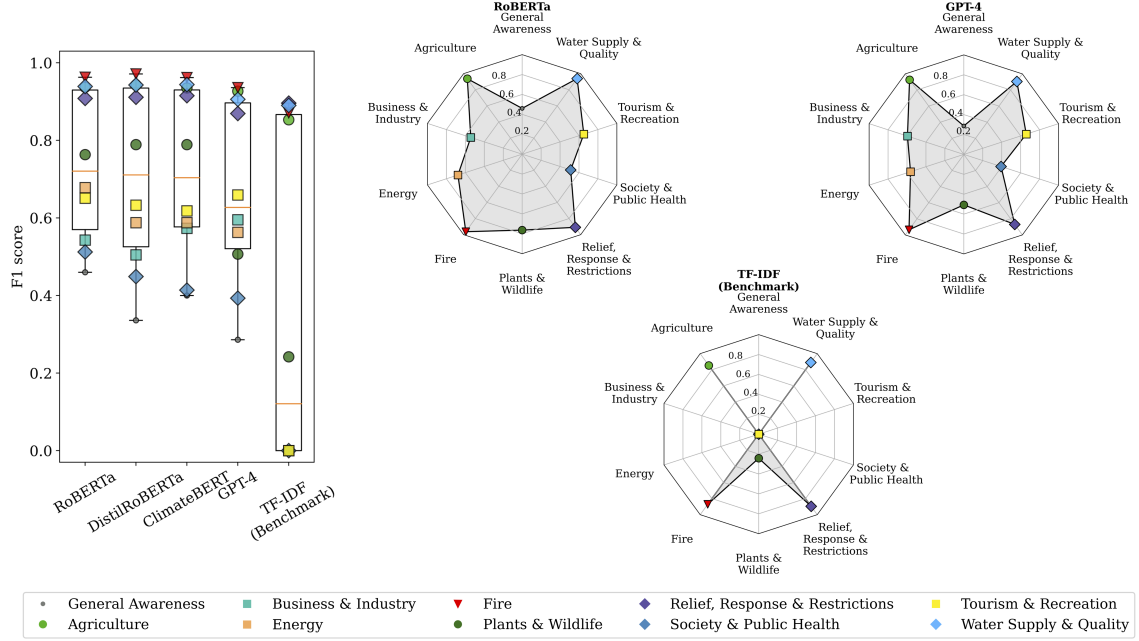 F1 score
1.0
0.8
0.6
0.4
0.2
0.0
RoBERTa
DistilRoBERTa
ClimateBERT
GPT-4
TF-IDF
(Benchmark)
RoBERTa
General
Awareness
Water Supply &
Quality
Tourism &
Recreation
Society &
Public Health
Relief,
Response &
Restrictions
Plants &
Wildlife
Fire
Energy
Business &
Industry
Agriculture
0.8
0.6
0.4
0.2
GPT-4
General
Awareness
Water Supply &
Quality
Tourism &
Recreation
Society &
Public Health
Relief,
Response &
Restrictions
Plants &
Wildlife
Fire
Energy
Business &
Industry
Agriculture
0.8
0.6
0.4
0.2
TF-IDF
(Benchmark)
General
Awareness
Water Supply &
Quality
Tourism &
Recreation
Society &
Public Health
Relief,
Response &
Restrictions
Plants &
Wildlife
Fire
Energy
Business &
Industry
Agriculture
0.8
0.6
0.4
0.2
General Awareness
Business & Industry
Fire
Relief, Response & Restrictions
Tourism & Recreation
Agriculture
Energy
Plants & Wildlife
Society & Public Health
Water Supply & Quality